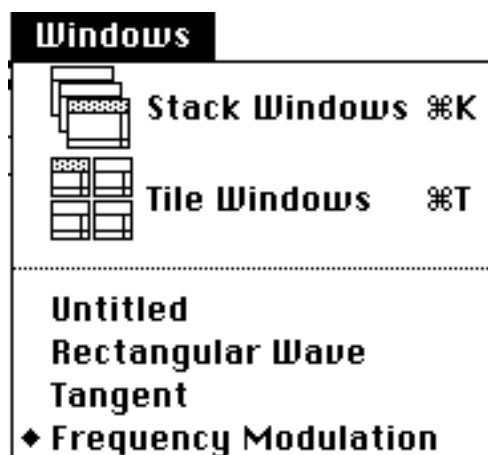 Windows
Stack Windows ⌘K
Tile Windows ⌘T
Untitled
Rectangular Wave
Tangent
◆ Frequency Modulation